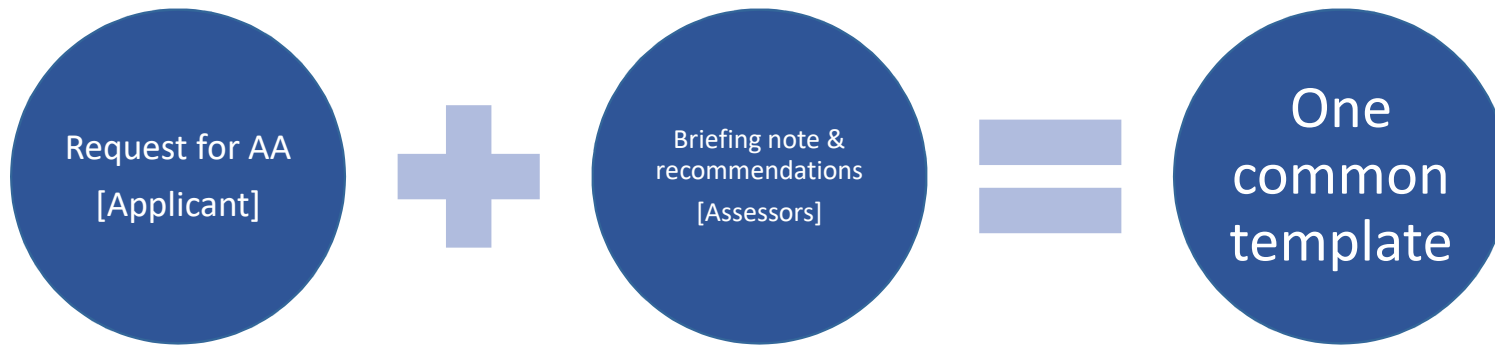 Request for AA
[Applicant]
Briefing note &
recommendations
[Assessors]
One
common
template